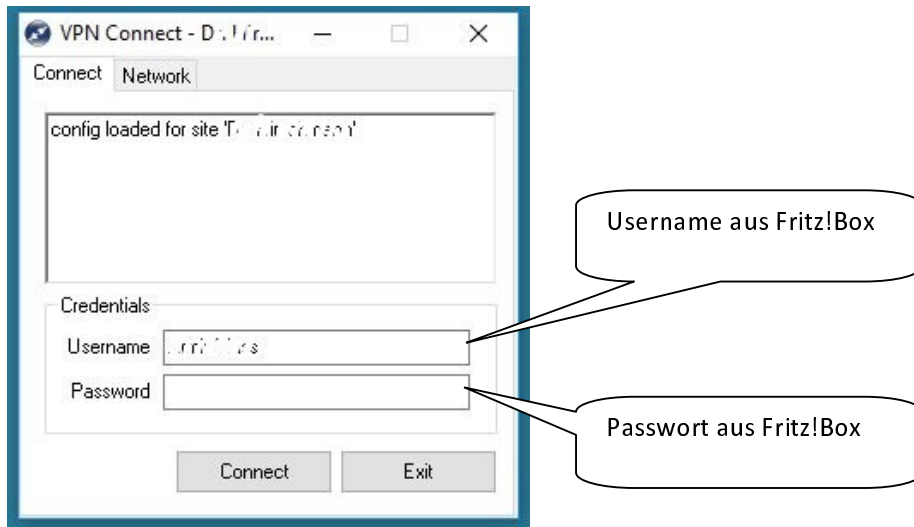 VPN Connect -
Connect Network
config loaded for site
Username aus Fritz!Box
Credentials
Username
Password
Passwort aus Fritz!Box
Connect Exit